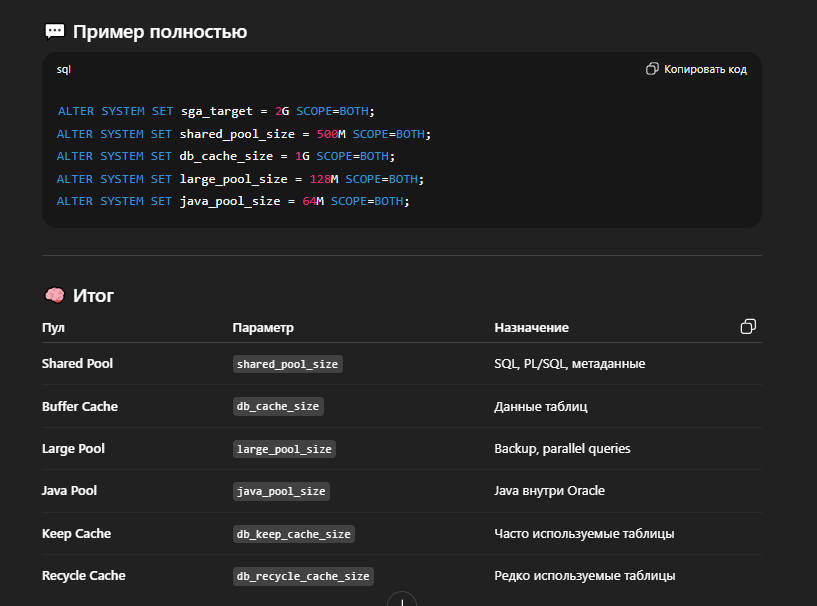 Пример полностью
sql Копировать код
ALTER SYSTEM SET sga_target = 2G SCOPE=BOTH;
ALTER SYSTEM SET shared_pool_size = 500M SCOPE=BOTH;
ALTER SYSTEM SET db_cache_size = 1G SCOPE=BOTH;
ALTER SYSTEM SET large_pool_size = 128M SCOPE=BOTH;
ALTER SYSTEM SET java_pool_size = 64M SCOPE=BOTH;
Итог
Пул Параметр Назначение
Shared Pool shared_pool_size SQL, PL/SQL, метаданные
Buffer Cache db_cache_size Данные таблиц
Large Pool large_pool_size Backup, parallel queries
Java Pool java_pool_size Java внутри Oracle
Keep Cache db_keep_cache_size Часто используемые таблицы
Recycle Cache db_recycle_cache_size Редко используемые таблицы